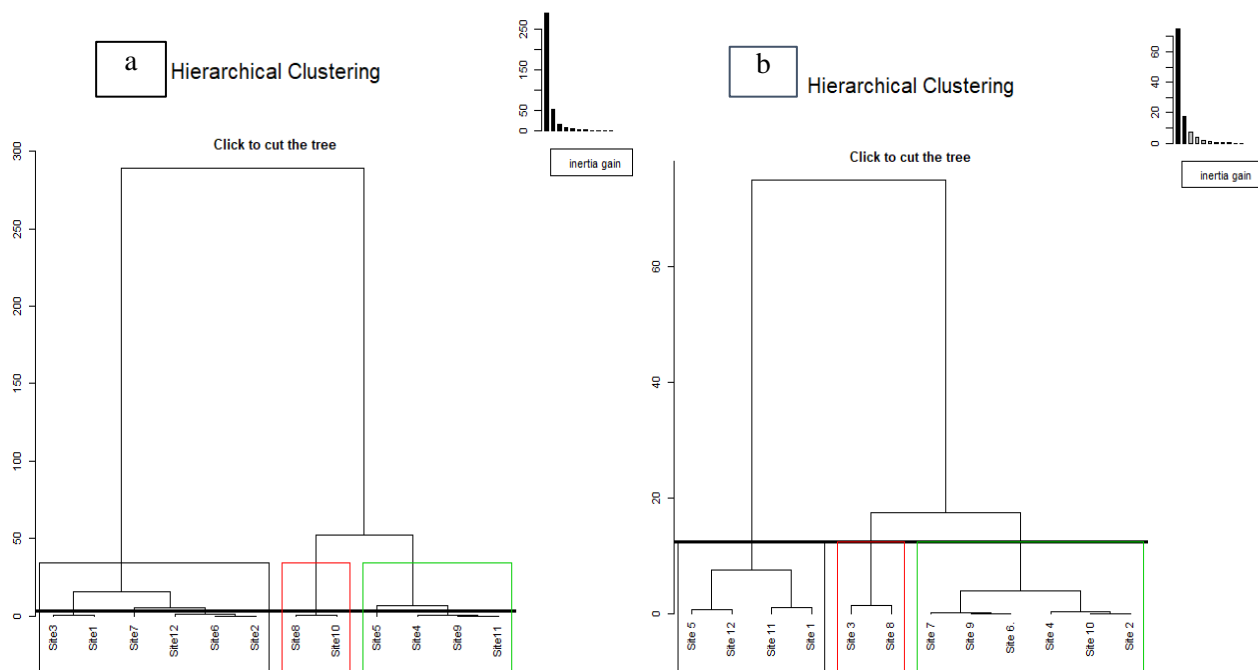 a
Hierarchical Clustering
250
150
50
0
inertia gain
Click to cut the tree
300
250
200
150
100
50
0
Site3
Site1
Site7
Site12
Site6
Site2
Site8
Site10
Site5
Site4
Site9
Site11
b
Hierarchical Clustering
60
40
20
0
inertia gain
Click to cut the tree
60
40
20
0
Site 5
Site 12
Site 11
Site 1
Site 3
Site 8
Site 7
Site 9
Site 6.
Site 4
Site 10
Site 2